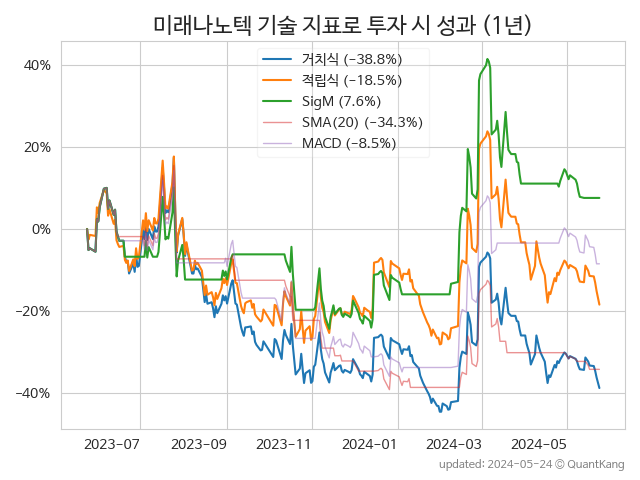 미래나노텍 기술 지표로 투자 시 성과 (1년)
거치식 (−38.8%)
적립식 (−18.5%)
SigM (7.6%)
SMA(20) (−34.3%)
MACD (−8.5%)
40%
20%
0%
−20%
−40%
2023-07 2023-09 2023-11 2024-01 2024-03 2024-05
updated: 2024-05-24 © QuantKang